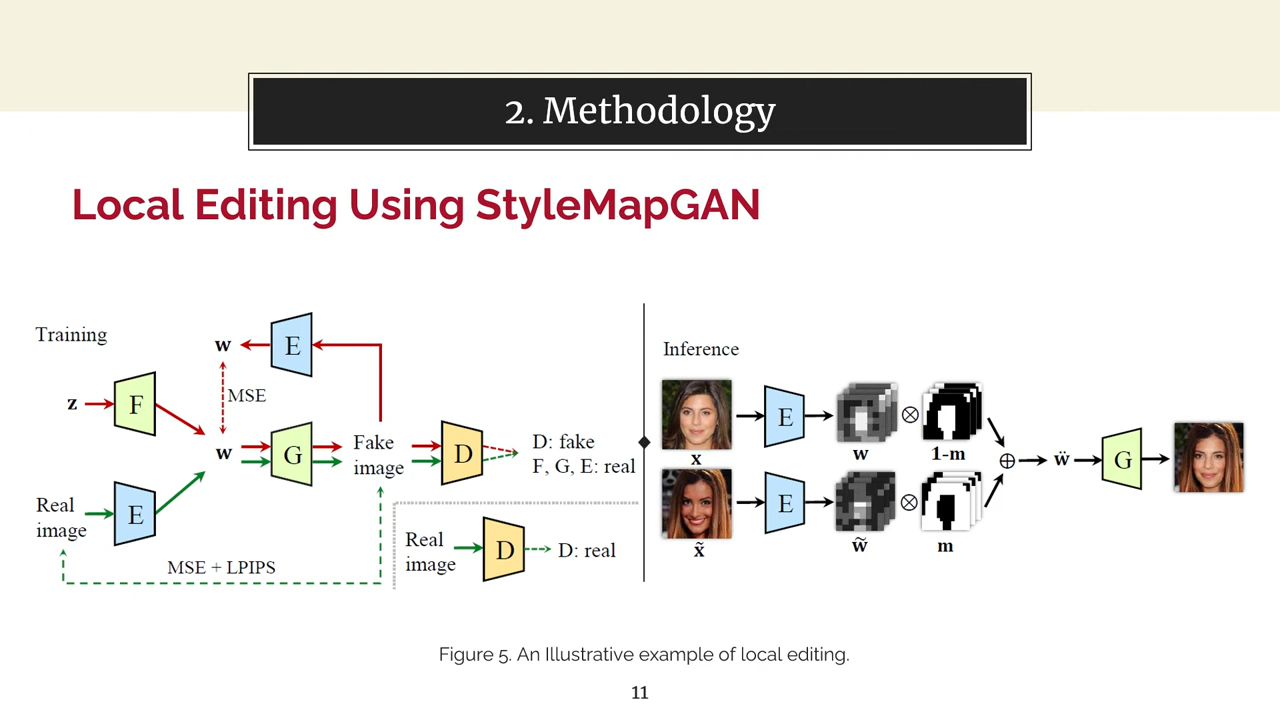 2. Methodology
Local Editing Using StyleMapGAN
Training
w
E
MSE
z
F
w
G
Fake
image
D
D: fake
F, G, E: real
Real
image
E
MSE + LPIPS
Real
image
D
D: real
Inference
x
E
w
⊗
1-m
x̃
E
w̃
⊗
m
⊕
ẅ
G
Figure 5. An Illustrative example of local editing.
11